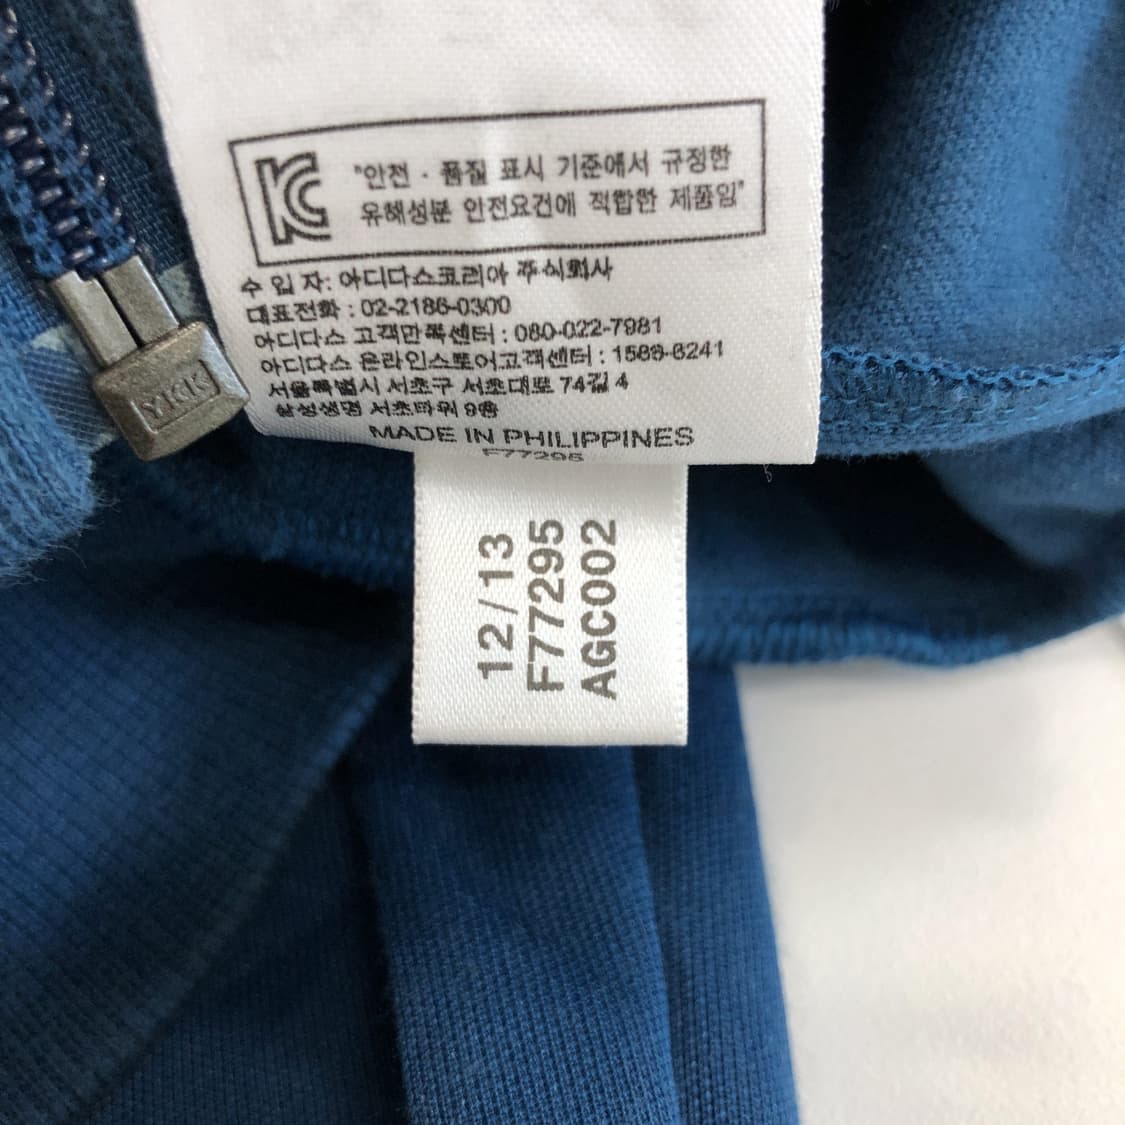 KC
"안전·품질 표시 기준에서 규정한
유해성분 안전요건에 적합한 제품임"
수 입 자: 아디다스코리아 주식회사
대표전화 : 02-2186-0300
아디다스 고객만족센터 : 080-022-7981
아디다스 온라인스토어고객센터 : 1588-8241
서울특별시 서초구 서초대로 74길 4
삼성생명 서초타워 9층
MADE IN PHILIPPINES
F77295
12/13
F77295
AGC002
YKK